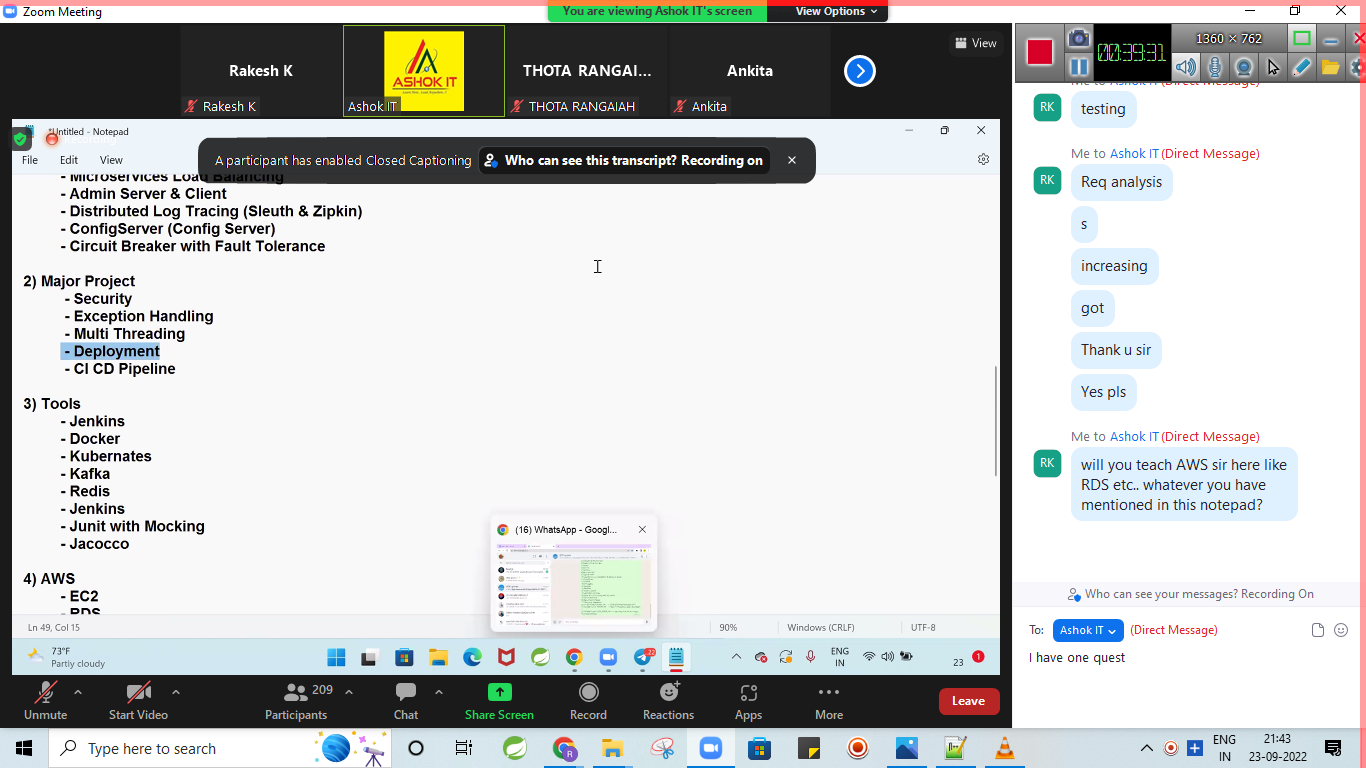 Zoom Meeting
You are viewing Ashok IT's screen
View Options
Rakesh K
Rakesh K
ASHOK IT
Ashok IT
THOTA RANGAI...
THOTA RANGAIAH
Ankita
Ankita
View
1360 × 762
00:39:31
*Untitled - Notepad
File Edit View
A participant has enabled Closed Captioning
Who can see this transcript? Recording on
- Microservices Load Balancing
- Admin Server & Client
- Distributed Log Tracing (Sleuth & Zipkin)
- ConfigServer (Config Server)
- Circuit Breaker with Fault Tolerance
2) Major Project
- Security
- Exception Handling
- Multi Threading
- Deployment
- CI CD Pipeline
3) Tools
- Jenkins
- Docker
- Kubernates
- Kafka
- Redis
- Jenkins
- Junit with Mocking
- Jacocco
4) AWS
- EC2
- RDS
(16) WhatsApp - Googl...
Ln 49, Col 15
90%
Windows (CRLF)
UTF-8
73°F
Partly cloudy
22
ENG
IN
23
1
Me to Ashok IT (Direct Message)
RK
testing
Me to Ashok IT(Direct Message)
RK
Req analysis
s
increasing
got
Thank u sir
Yes pls
Me to Ashok IT(Direct Message)
RK
will you teach AWS sir here like
RDS etc.. whatever you have
mentioned in this notepad?
Who can see your messages? Recording On
To: Ashok IT (Direct Message)
I have one quest
Unmute
Start Video
209
Participants
Chat
Share Screen
Record
Reactions
Apps
More
Leave
Type here to search
R
ENG
IN
21:43
23-09-2022